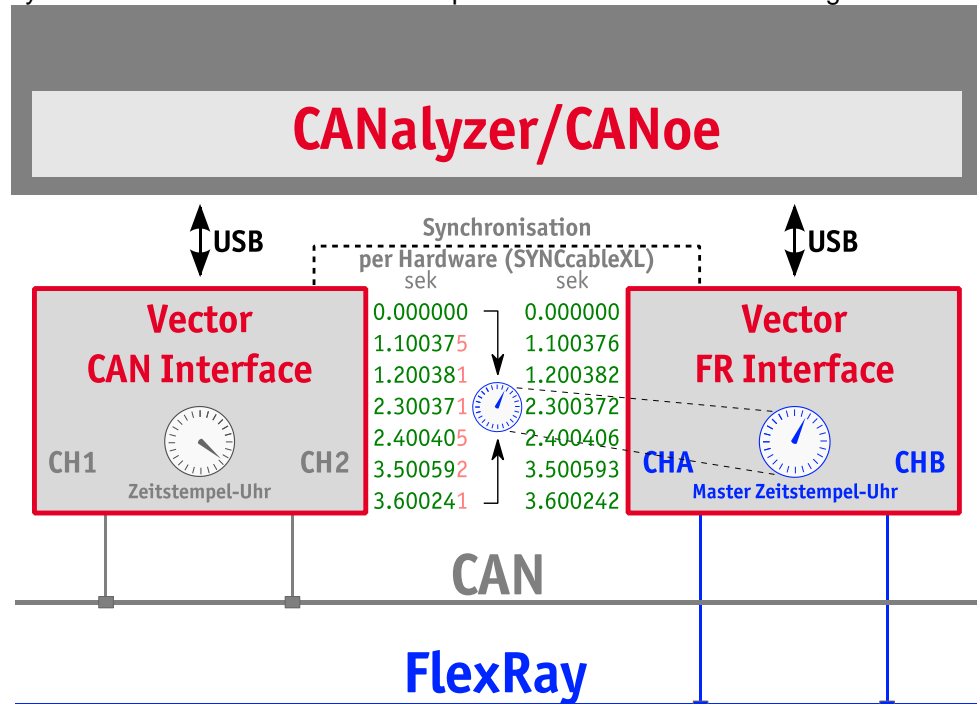 CANalyzer/CANoe
USB
Synchronisation
per Hardware (SYNCcableXL)
USB
sek
sek
Vector
CAN Interface
CH1
CH2
Zeitstempel-Uhr
0.000000
1.100375
1.200381
2.300371
2.400405
3.500592
3.600241
0.000000
1.100376
1.200382
2.300372
2.400406
3.500593
3.600242
Vector
FR Interface
CHA
CHB
Master Zeitstempel-Uhr
CAN
FlexRay